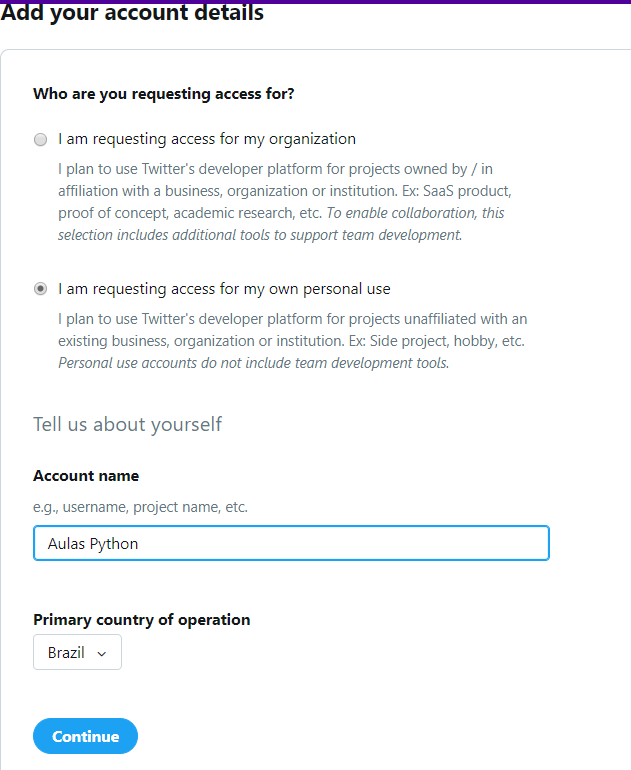 Add your account details
Who are you requesting access for?
I am requesting access for my organization
I plan to use Twitter's developer platform for projects owned by / in
affiliation with a business, organization or institution. Ex: SaaS product,
proof of concept, academic research, etc. To enable collaboration, this
selection includes additional tools to support team development.
I am requesting access for my own personal use
I plan to use Twitter's developer platform for projects unaffiliated with an
existing business, organization or institution. Ex: Side project, hobby, etc.
Personal use accounts do not include team development tools.
Tell us about yourself
Account name
e.g., username, project name, etc.
Aulas Python
Primary country of operation
Brazil
Continue